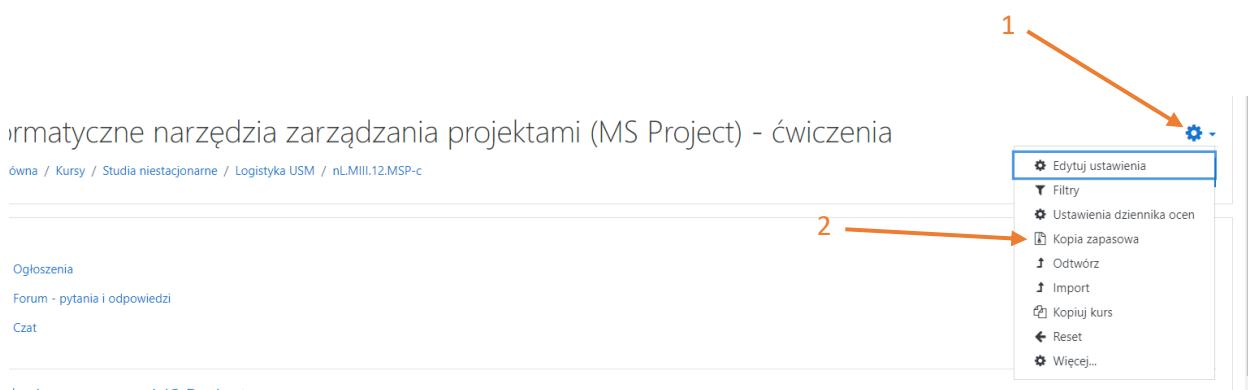 1
ormatyczne narzędzia zarządzania projektami (MS Project) - ćwiczenia
ówna / Kursy / Studia niestacjonarne / Logistyka USM / nL.MIII.12.MSP-c
Edytuj ustawienia
Filtry
Ustawienia dziennika ocen
2
Kopia zapasowa
Odtwórz
Import
Kopiuj kurs
Reset
Więcej...
Ogłoszenia
Forum - pytania i odpowiedzi
Czat